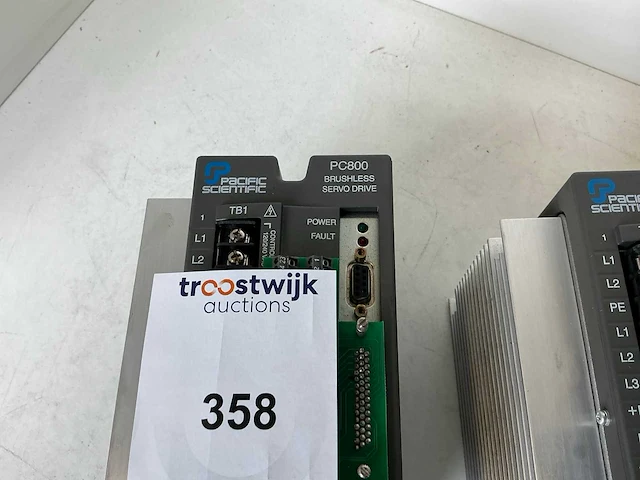 PACIFIC
SCIENTIFIC
PC800
BRUSHLESS
SERVO DRIVE
TB1
1
L1
L2
POWER
FAULT
troostwijk
auctions
358
PACIFIC
SCIENTIFIC
1
L1
L2
PE
L1
L2
L3